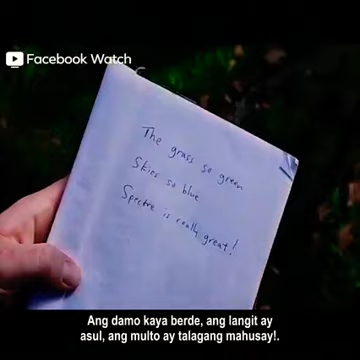 Facebook Watch
The grass so green
Skies so blue
Spectre is really great!
Ang damo kaya berde, ang langit ay
asul, ang multo ay talagang mahusay!.